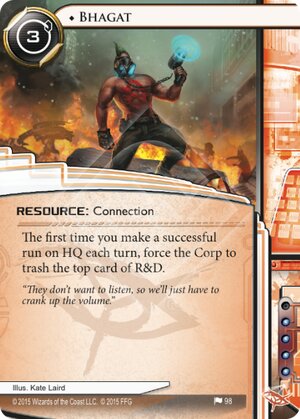 3
◆ Bhagat
Resource: Connection
The first time you make a successful
run on HQ each turn, force the Corp to
trash the top card of R&D.
“They don’t want to listen, so we’ll just have to
crank up the volume.”
Illus. Kate Laird
© 2015 Wizards of the Coast LLC. © 2015 FFG
98